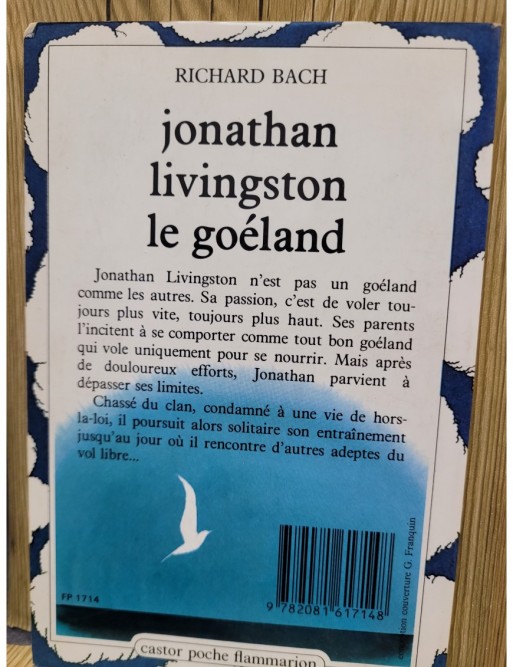 RICHARD BACH
jonathan
livingston
le goéland
Jonathan Livingston n'est pas un goéland
comme les autres. Sa passion, c'est de voler tou-
jours plus vite, toujours plus haut. Ses parents
l'incitent à se comporter comme tout bon goéland
qui vole uniquement pour se nourrir. Mais après
de douloureux efforts, Jonathan parvient à
dépasser ses limites.
Chassé du clan, condamné à une vie de hors-
la-loi, il poursuit alors solitaire son entraînement
jusqu'au jour où il rencontre d'autres adeptes du
vol libre...
FP 1714
9 782081 617148
couverture G. Franquin
castor poche flammarion